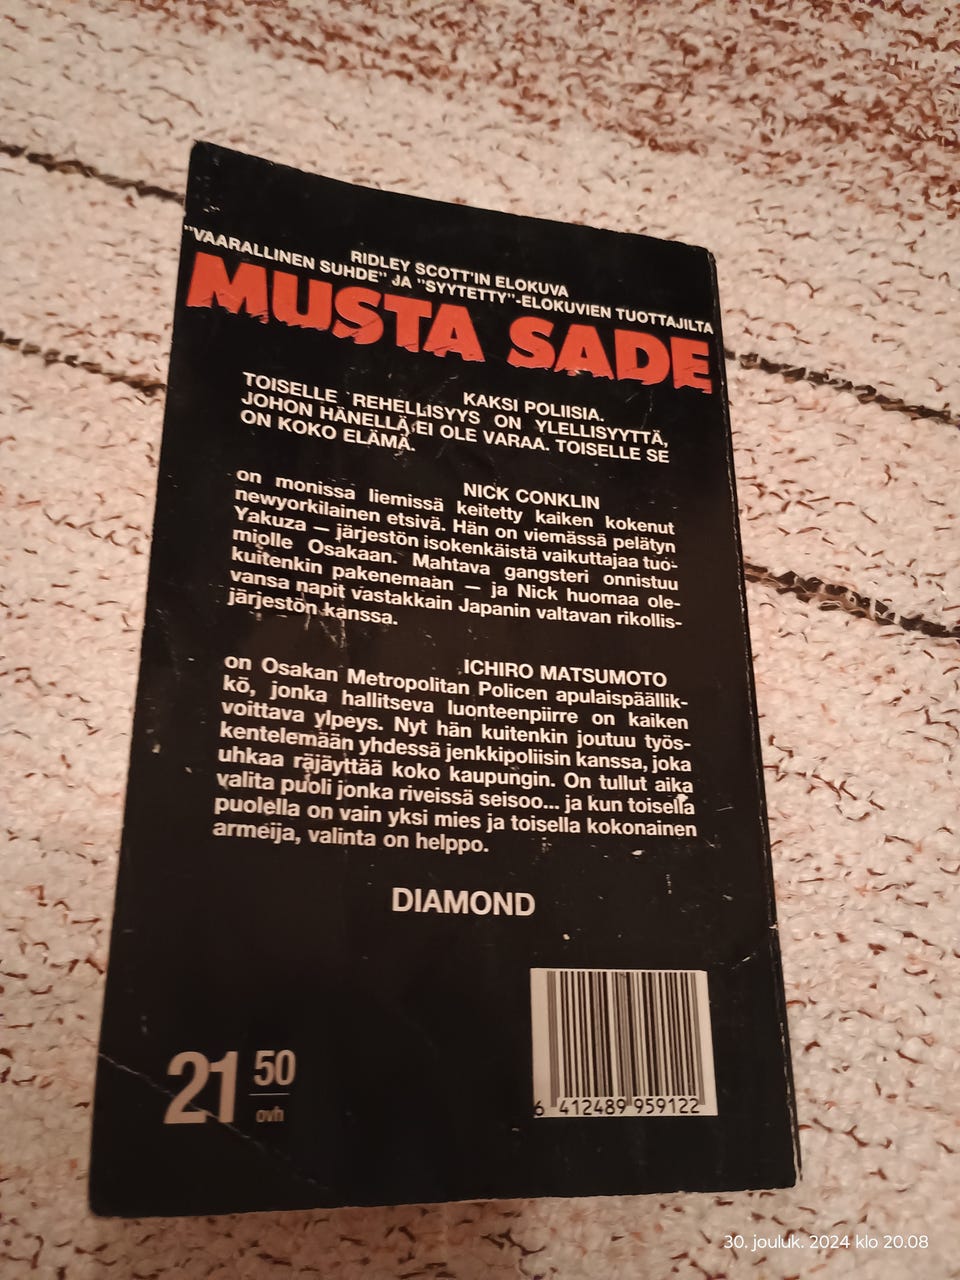 RIDLEY SCOTT'IN ELOKUVA
"VAARALLINEN SUHDE" JA "SYYTETTY"-ELOKUVIEN TUOTTAJILTA
MUSTA SADE
KAKSI POLIISIA.
TOISELLE REHELLISYYS ON YLELLISYYTTÄ,
JOHON HÄNELLÄ EI OLE VARAA. TOISELLE SE
ON KOKO ELÄMÄ.
NICK CONKLIN
on monissa liemissä keitetty kaiken kokenut
newyorkilainen etsivä. Hän on viemässä pelätyn
Yakuza — järjestön isokenkäistä vaikuttajaa tuo-
miolle Osakaan. Mahtava gangsteri onnistuu
kuitenkin pakenemaan — ja Nick huomaa ole-
vansa napit vastakkain Japanin valtavan rikollis-
järjestön kanssa.
ICHIRO MATSUMOTO
on Osakan Metropolitan Policen apulaispäällik-
kö, jonka hallitseva luonteenpiirre on kaiken
voittava ylpeys. Nyt hän kuitenkin joutuu työs-
kentelemään yhdessä jenkkipoliisin kanssa, joka
uhkaa räjäyttää koko kaupungin. On tullut aika
valita puoli jonka riveissä seisoo... ja kun toisella
puolella on vain yksi mies ja toisella kokonainen
armeija, valinta on helppo.
DIAMOND
21 50
ovh
6 412489 959122
30. jouluk. 2024 klo 20.08